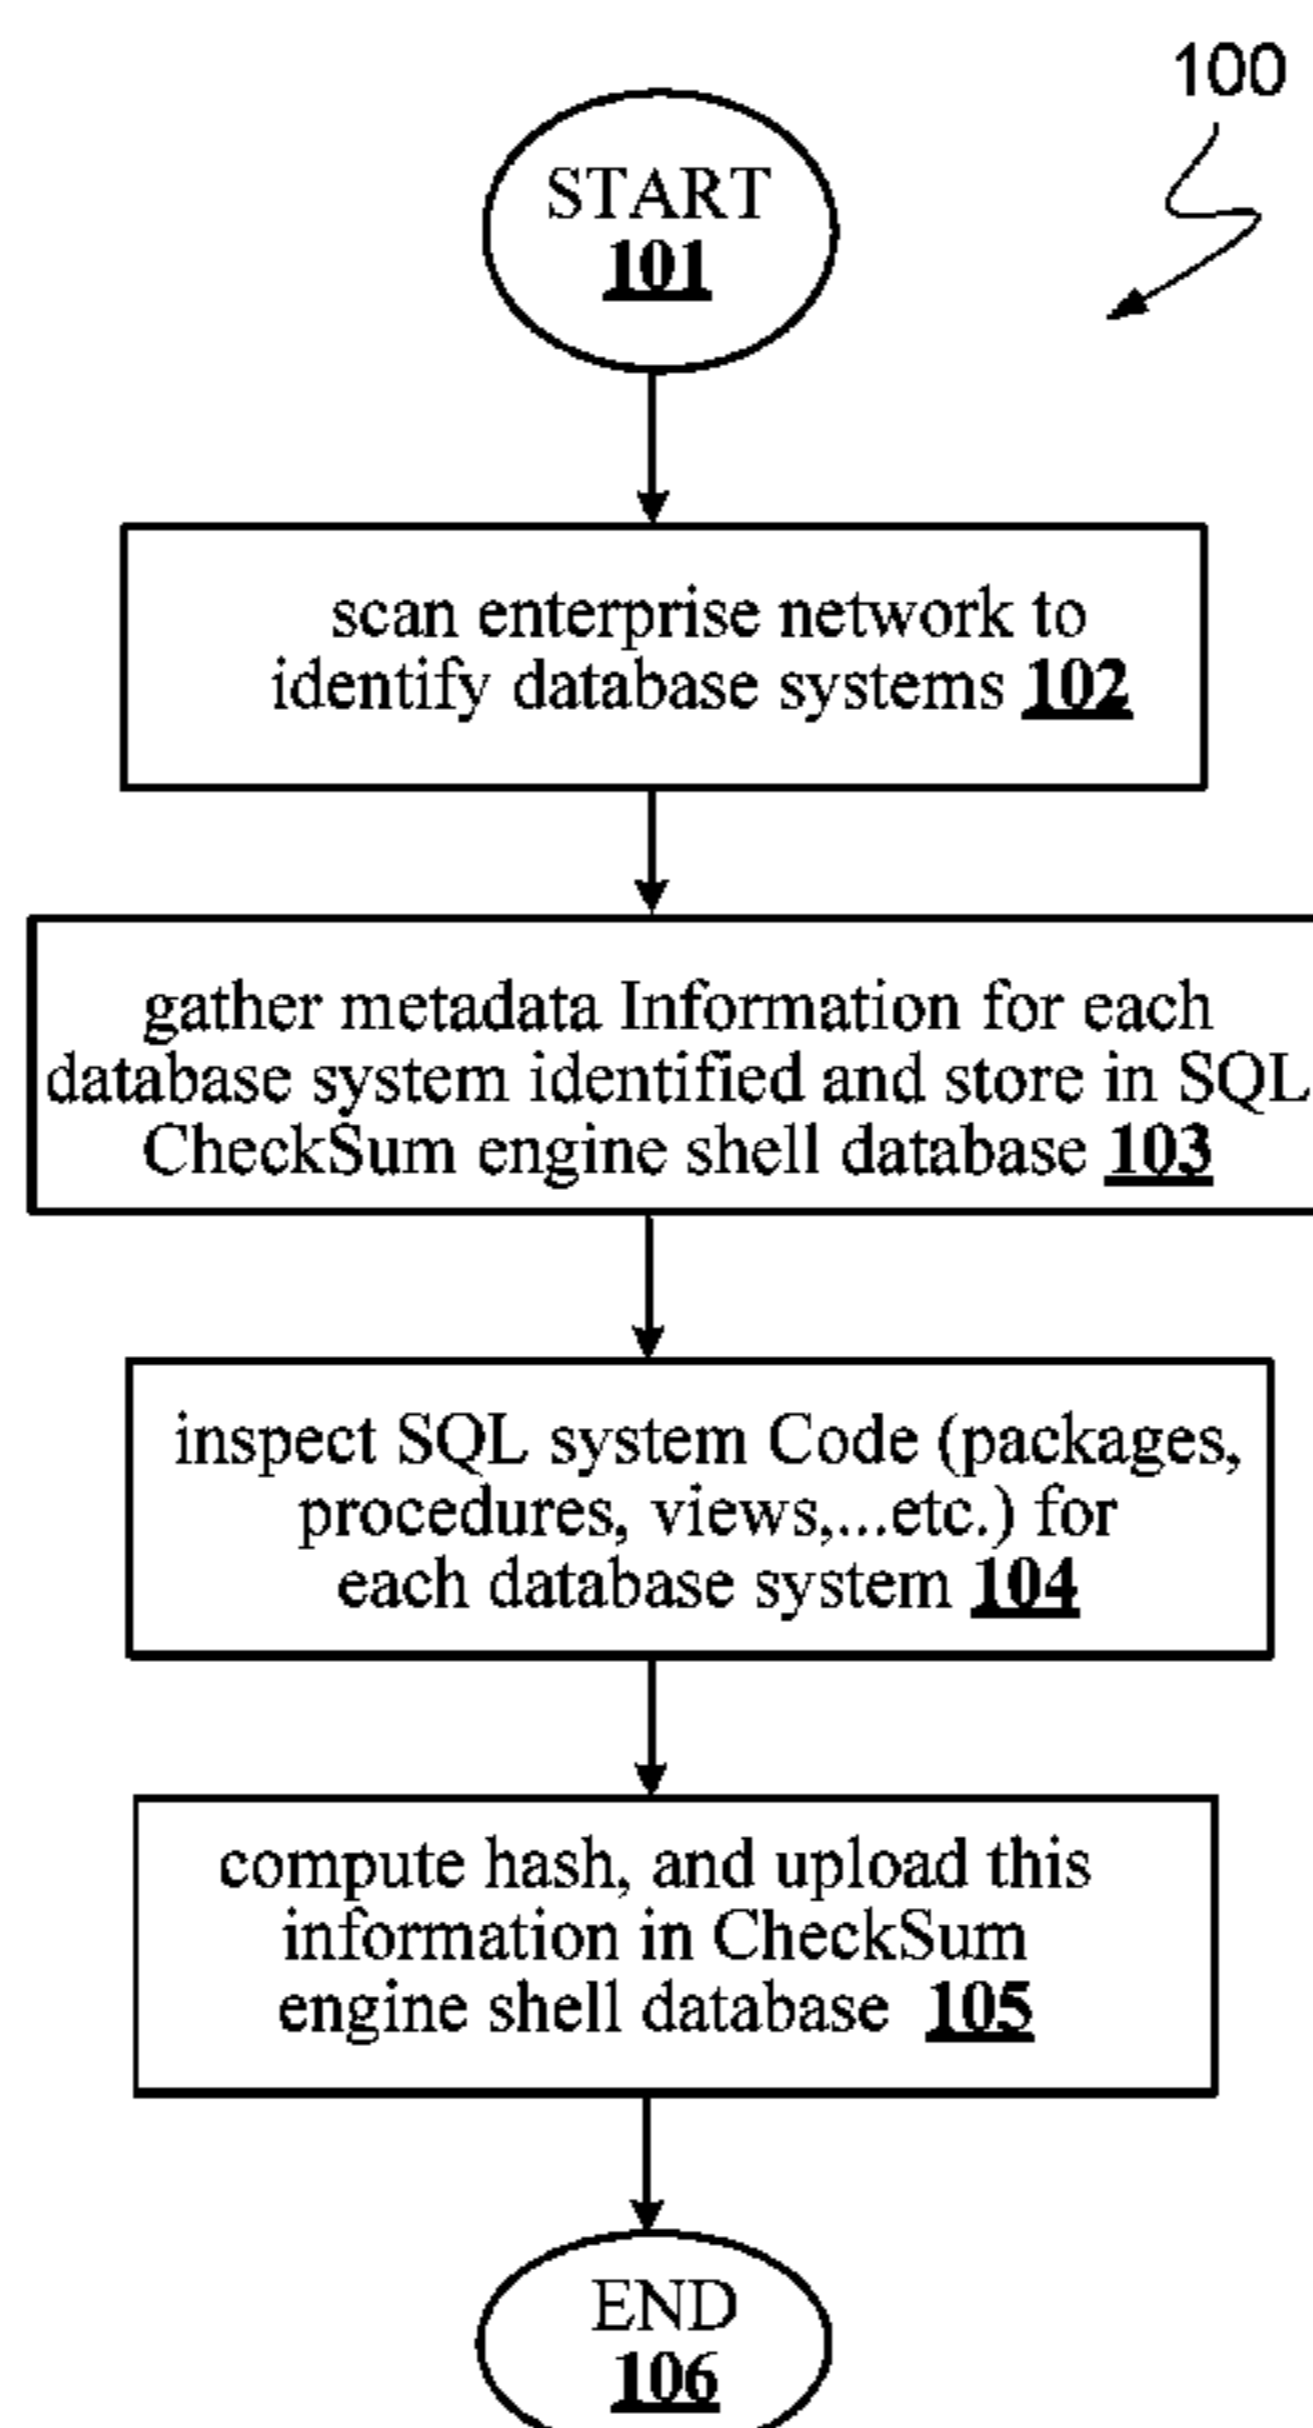 100
START
101
scan enterprise network to
identify database systems 102
gather metadata Information for each
database system identified and store in SQL
CheckSum engine shell database 103
inspect SQL system Code (packages,
procedures, views,...etc.) for
each database system 104
compute hash, and upload this
information in CheckSum
engine shell database 105
END
106